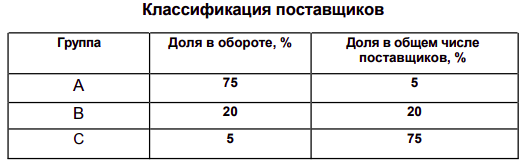 Классификация поставщиков
Группа Доля в обороте, % Доля в общем числе
поставщиков, %
A 75 5
B 20 20
C 5 75